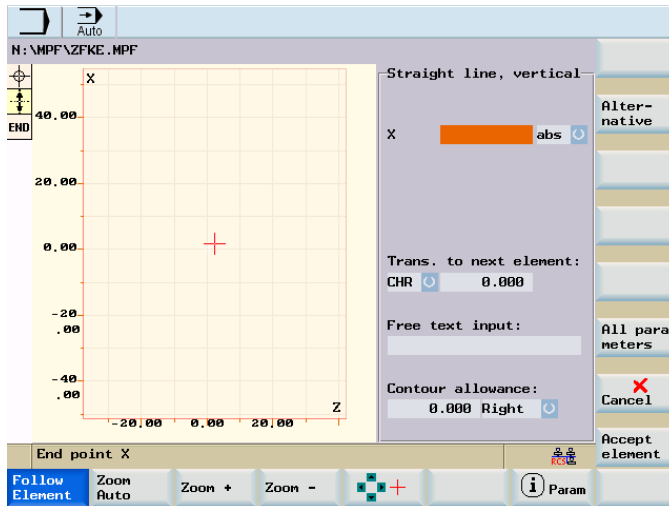 Auto
N:\MPF\ZFKE.MPF
END
X
40.00
20.00
0.00
-20
.00
-40
.00
-20.00 0.00 20.00
Z
Straight line, vertical
X abs
Trans. to next element:
CHR 0.000
Free text input:
Contour allowance:
0.000 Right
Alter-
native
All para
meters
Cancel
Accept
element
End point X
RCS
Follow
Element
Zoom
Auto
Zoom +
Zoom -
i Param